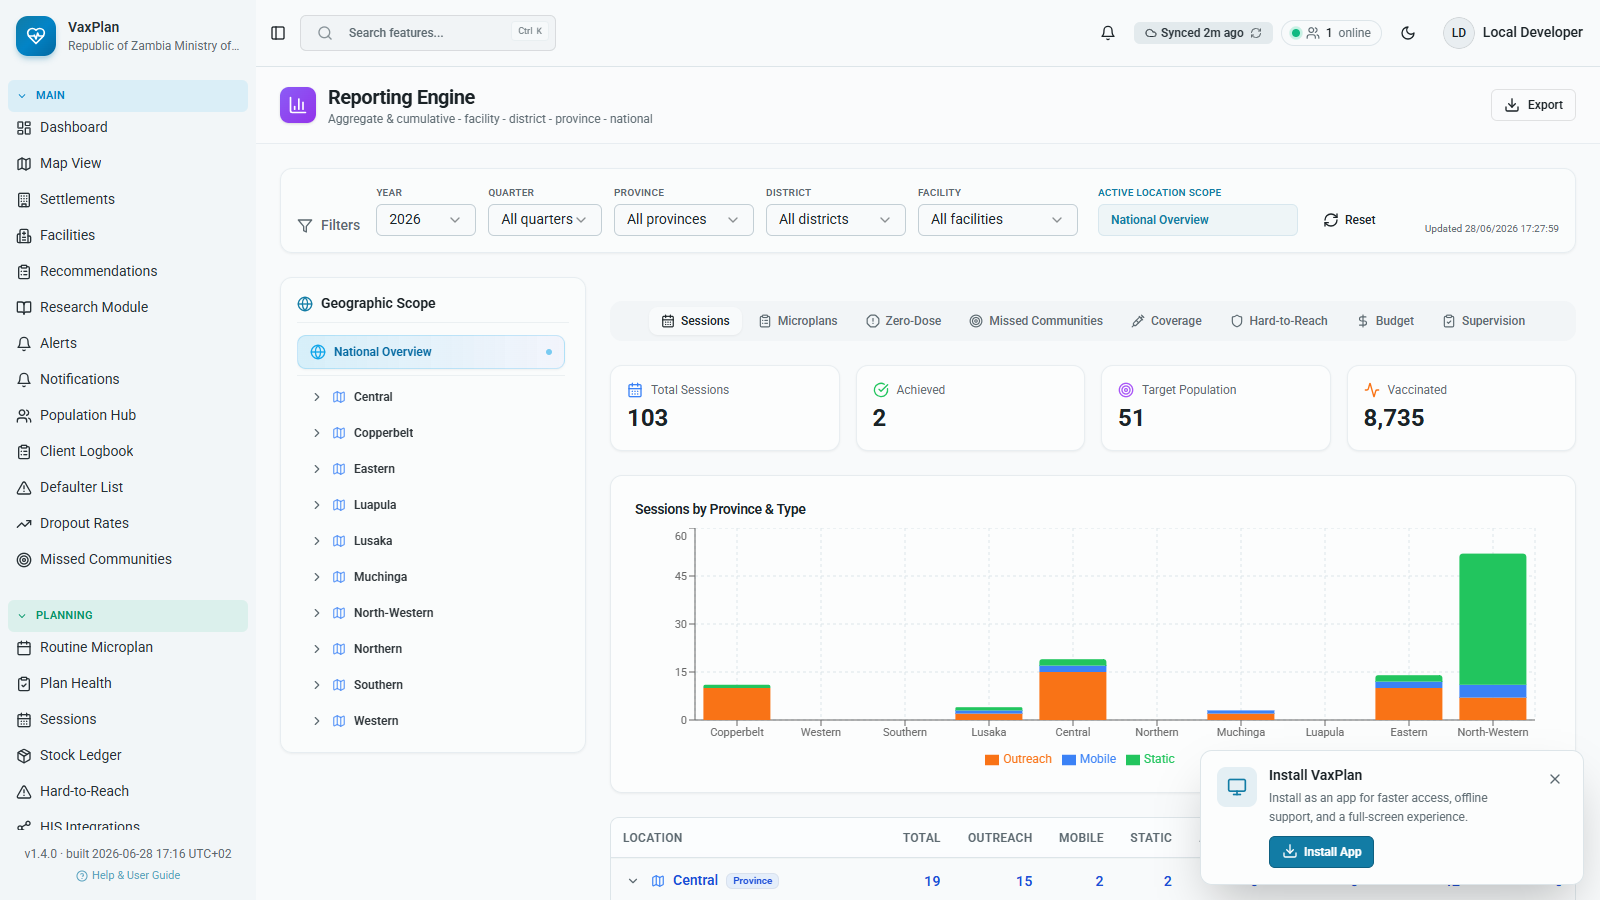 VaxPlan
Republic of Zambia Ministry of...
Search features...
Ctrl K
Synced 2m ago
1 online
LD
Local Developer
MAIN
Dashboard
Map View
Settlements
Facilities
Recommendations
Research Module
Alerts
Notifications
Population Hub
Client Logbook
Defaulter List
Dropout Rates
Missed Communities
PLANNING
Routine Microplan
Plan Health
Sessions
Stock Ledger
Hard-to-Reach
HIS Integrations
v1.4.0 · built 2026-06-28 17:16 UTC+02
Help & User Guide
Reporting Engine
Aggregate & cumulative - facility - district - province - national
Export
Filters
YEAR
2026
QUARTER
All quarters
PROVINCE
All provinces
DISTRICT
All districts
FACILITY
All facilities
ACTIVE LOCATION SCOPE
National Overview
Reset
Updated 28/06/2026 17:27:59
Geographic Scope
National Overview
Central
Copperbelt
Eastern
Luapula
Lusaka
Muchinga
North-Western
Northern
Southern
Western
Sessions
Microplans
Zero-Dose
Missed Communities
Coverage
Hard-to-Reach
Budget
Supervision
Total Sessions
103
Achieved
2
Target Population
51
Vaccinated
8,735
Sessions by Province & Type
60
45
30
15
0
Copperbelt
Western
Southern
Lusaka
Central
Northern
Muchinga
Luapula
Eastern
North-Western
Outreach
Mobile
Static
LOCATION TOTAL OUTREACH MOBILE STATIC
Central Province 19 15 2 2
Install VaxPlan
Install as an app for faster access, offline
support, and a full-screen experience.
Install App